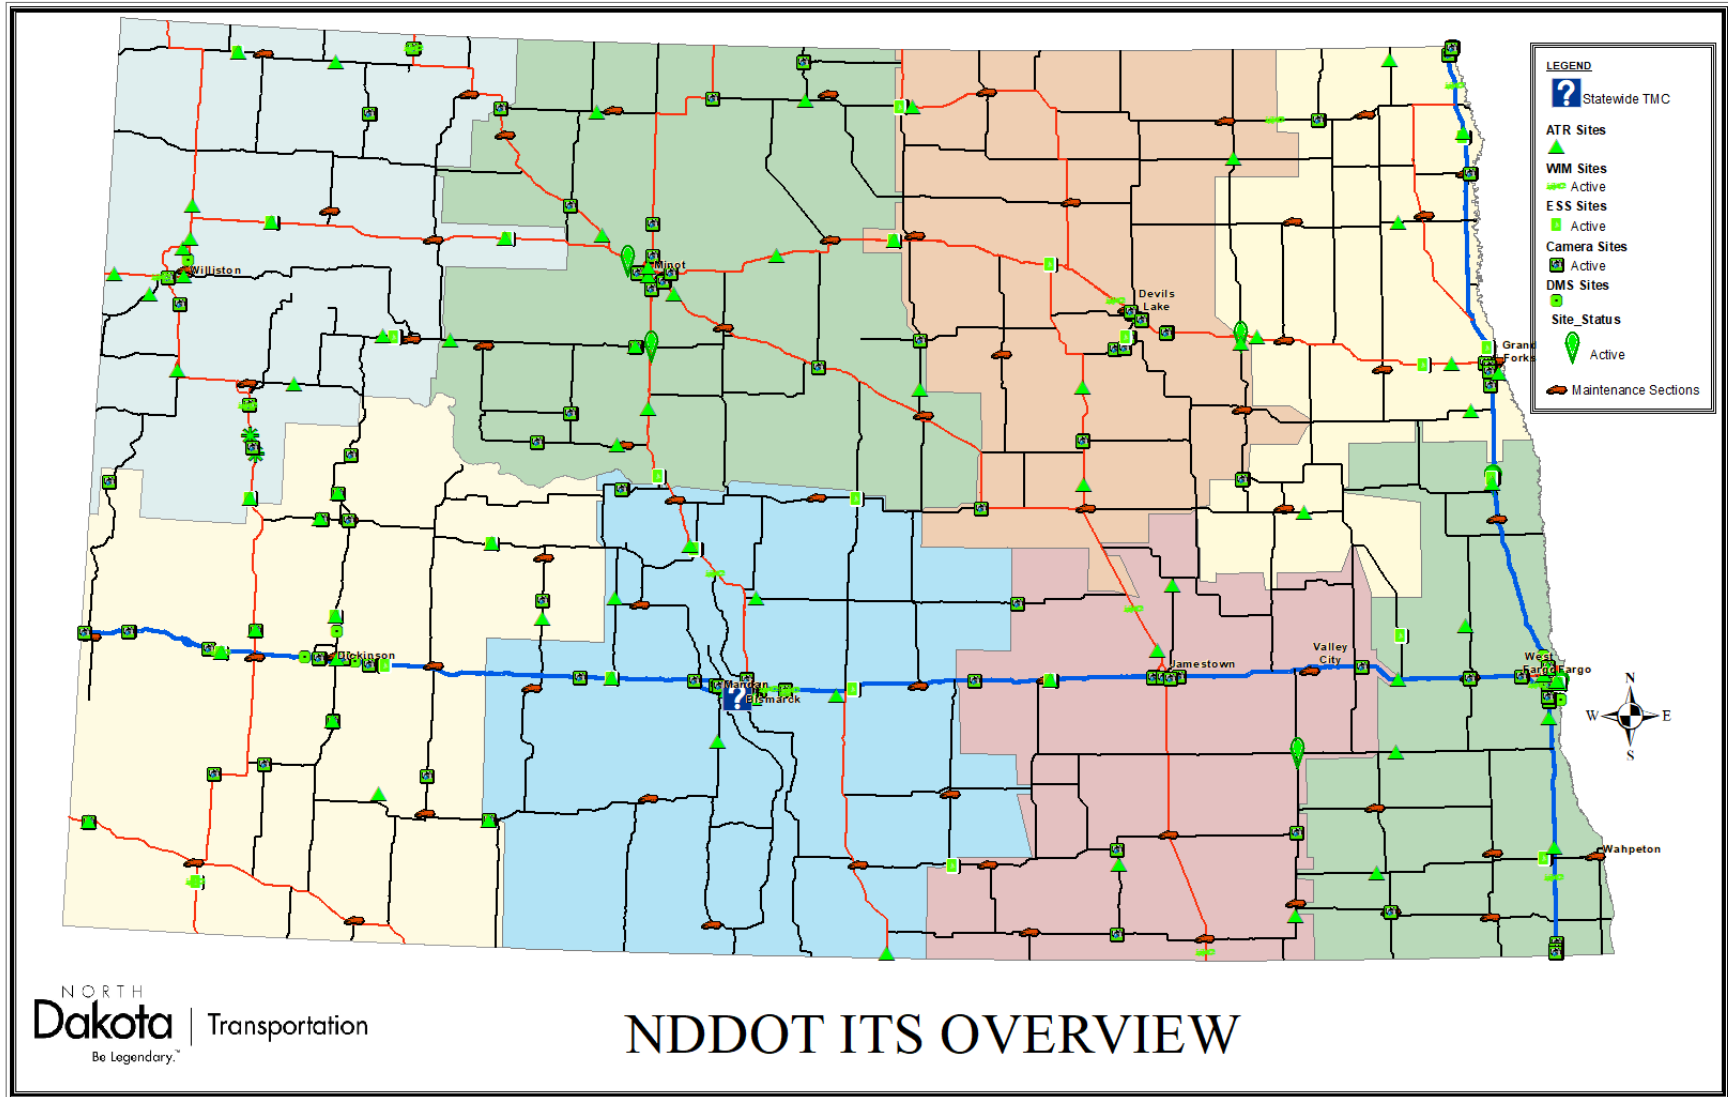 LEGEND
?
Statewide TMC
ATR Sites
WIM Sites
Active
ESS Sites
Active
Camera Sites
Active
DMS Sites
Site_Status
Active
Maintenance Sections
Williston
Minot
Devils
Lake
Grand
Forks
Dickinson
Mandan
?
Bismarck
Jamestown
Valley
City
West
Fargo
Fargo
Wahpeton
N
W
E
S
NORTH
Dakota
Be Legendary.™
Transportation
NDDOT ITS OVERVIEW